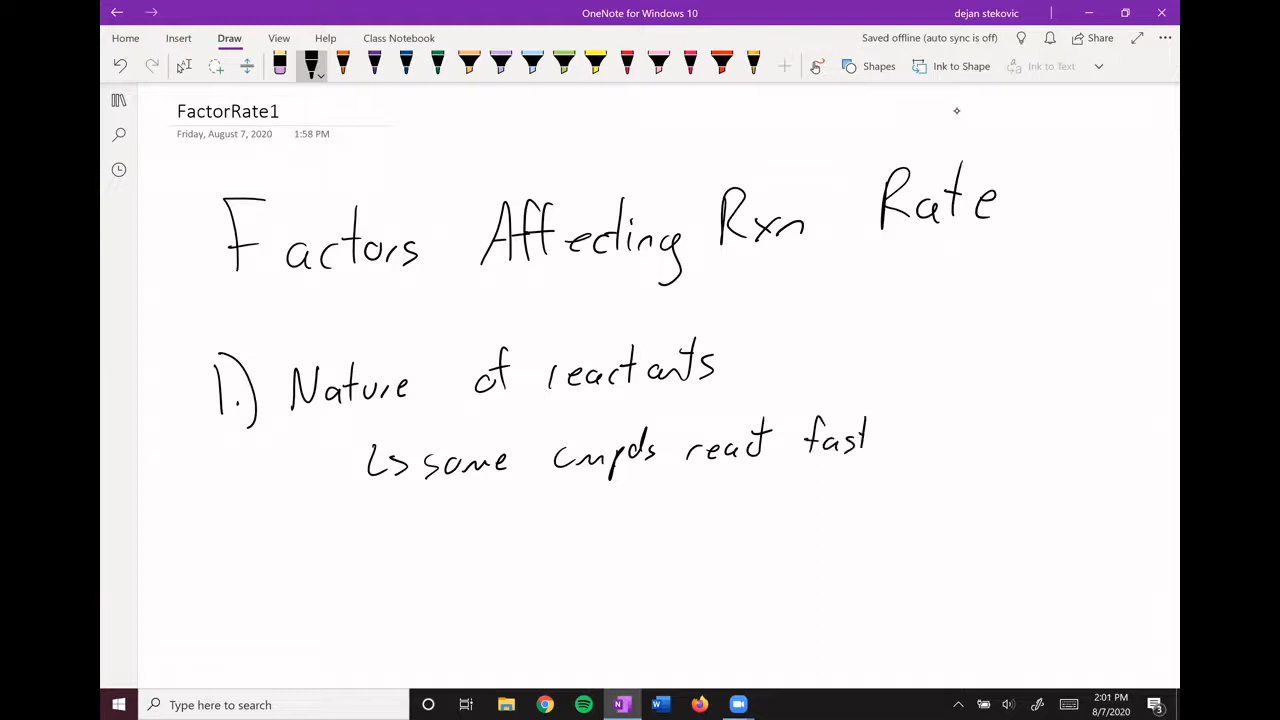 OneNote for Windows 10
dejan stekovic
Home Insert Draw View Help Class Notebook
Saved offline (auto sync is off) Share
Shapes Ink to Shape Ink to Text
FactorRate1
Friday, August 7, 2020 1:58 PM
Factors Affecting Rxn Rate
1.) Nature of reactants
↳ some cmpds react fast
Type here to search
2:01 PM
8/7/2020
3